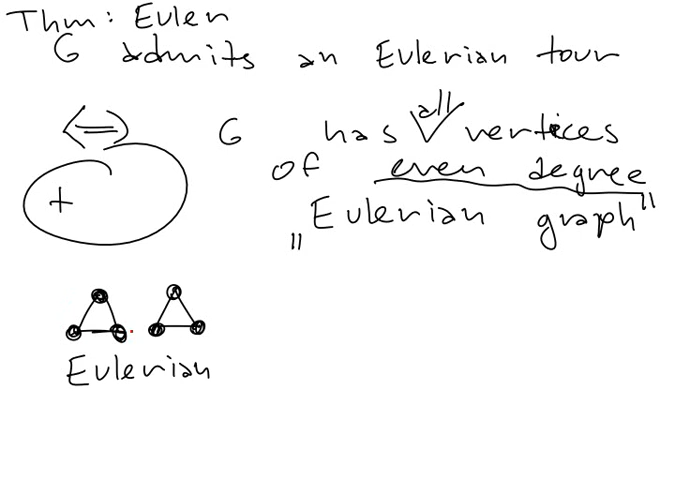 Thm: Euler
G admits an Eulerian tour
<=> G has all vertices
of even degree
+
"Eulerian graph"
Eulerian